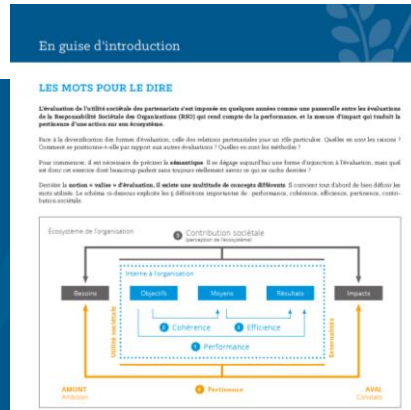 En guise d'introduction
LES MOTS POUR LE DIRE
L'évaluation de l'utilité sociétale des partenariats s'est imposée en quelques années comme une passerelle entre les évaluations
de la Responsabilité Sociétale des Organisations (RSO) qui rend compte de la performance, et la mesure d'impact qui traduit la
pertinence d'une action sur son écosystème.
Face à la diversification des formes d'évaluation, celle des relations partenariales joue un rôle particulier. Quelles en sont les raisons ?
Comment se positionne-t-elle par rapport aux autres évaluations ? Quelles en sont les méthodes ?
Pour commencer, il est nécessaire de préciser la sémantique. Il se dégage aujourd'hui une forme d'injonction à l'évaluation, mais quel
est donc cet exercice dont beaucoup parlent sans toujours réellement savoir ce qui se cache derrière ?
Derrière la notion « valise » d'évaluation, il existe une multitude de concepts différents. Il convient tout d'abord de bien définir les
mots utilisés. Le schéma ci-dessous explicite les 5 définitions importantes de : performance, cohérence, efficience, pertinence, contri-
bution sociétale.
Écosystème de l'organisation
5 Contribution sociétale
(perception de l'écosystème)
Interne à l'organisation
Besoins
Objectifs
Moyens
Résultats
Impacts
Utilité sociétale
Externalités
Cohérence
Efficience
Performance
AMONT
Ambition
Pertinence
AVAL
Constats